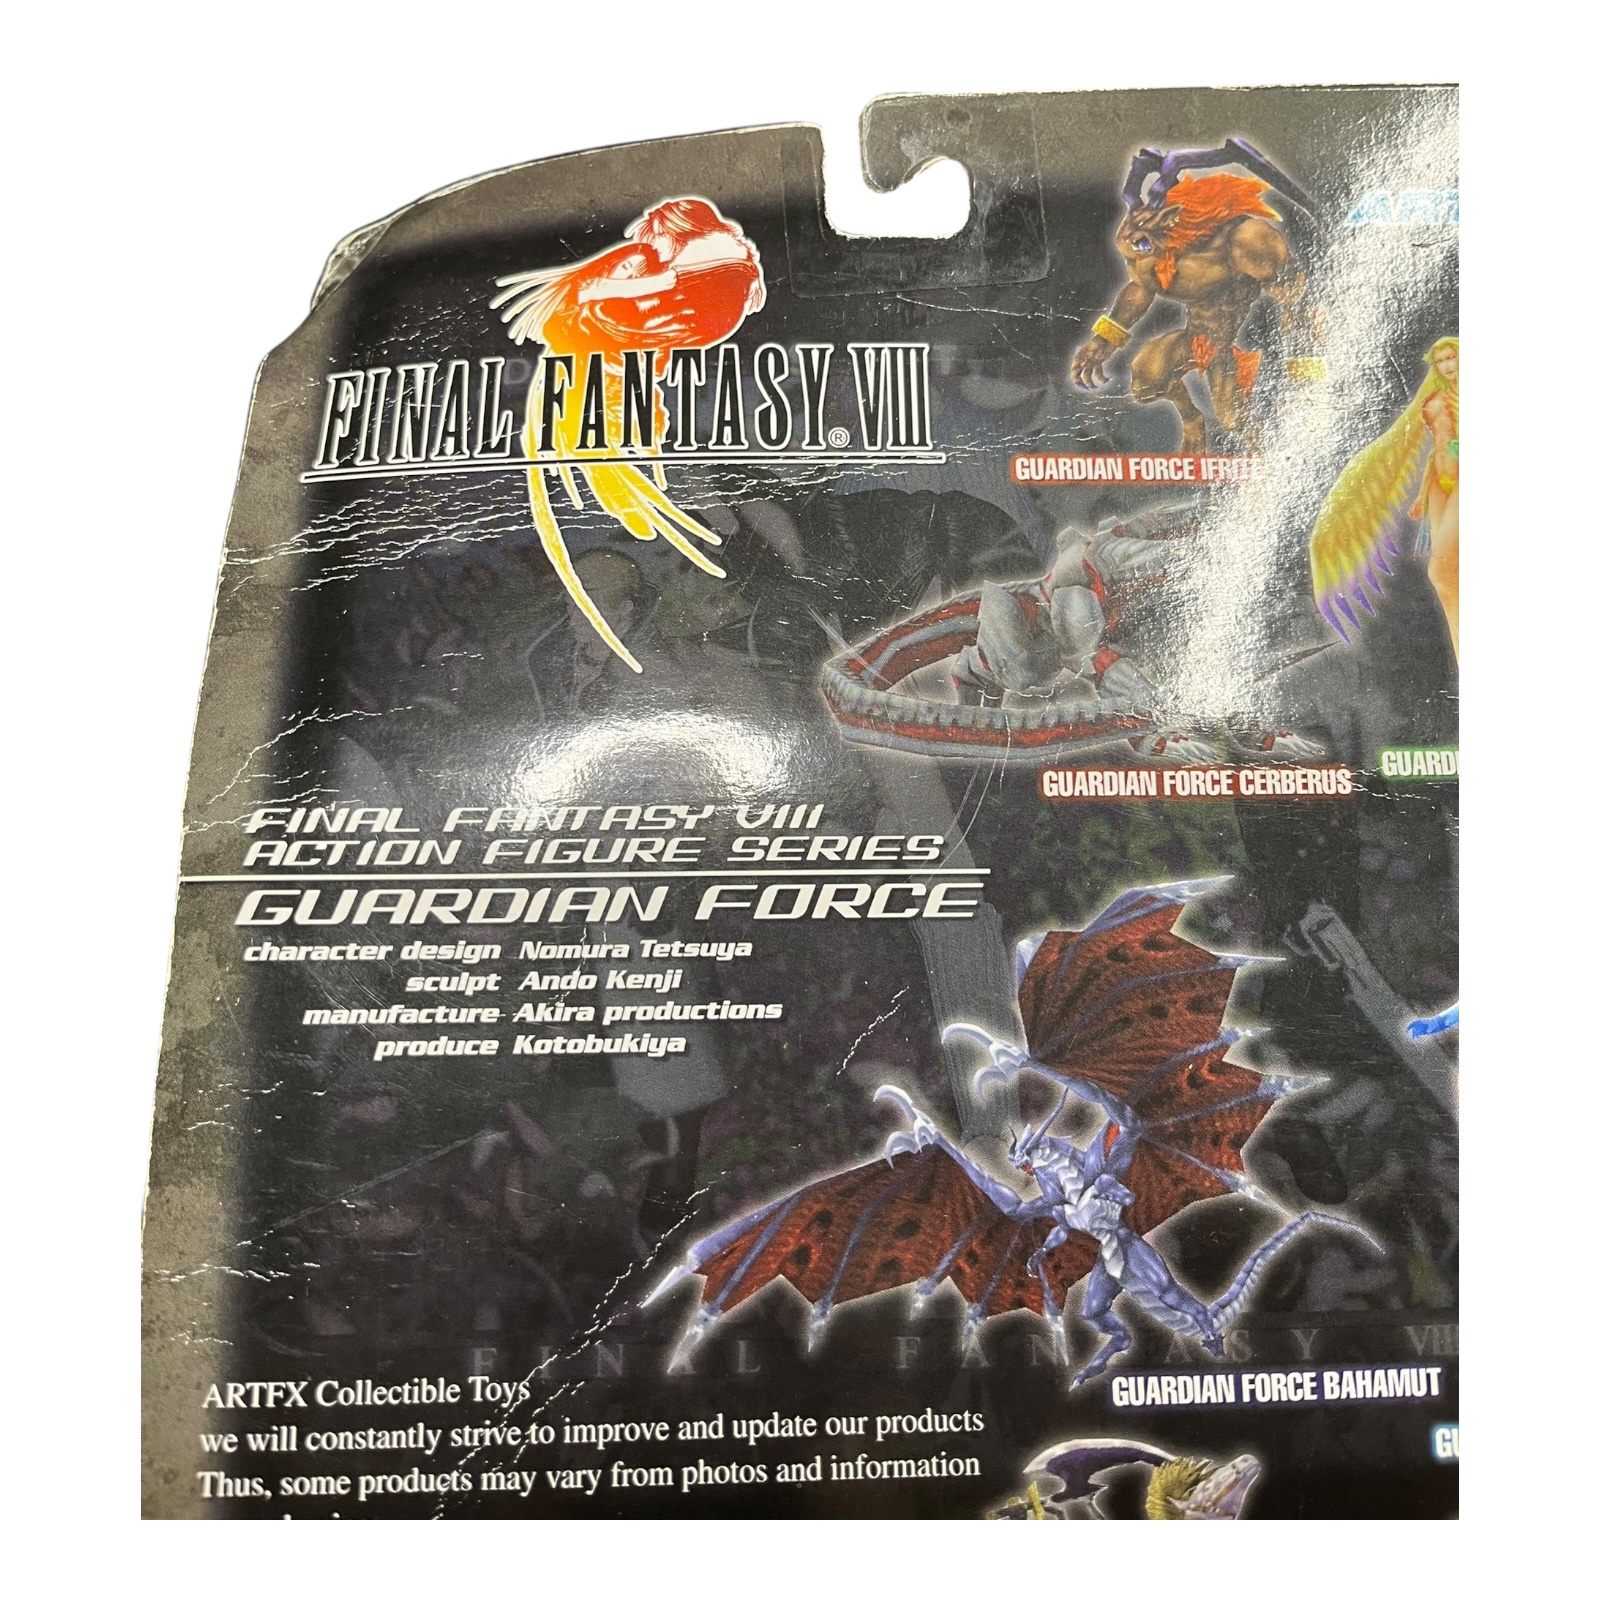 FINAL FANTASY® VIII
GUARDIAN FORCE IFRITE
GUARDIAN FORCE CERBERUS
FINAL FANTASY VIII
ACTION FIGURE SERIES
GUARDIAN FORCE
character design Nomura Tetsuya
sculpt Ando Kenji
manufacture Akira productions
produce Kotobukiya
FINAL FANTASY VIII
GUARDIAN FORCE BAHAMUT
ARTFX Collectible Toys
we will constantly strive to improve and update our products
Thus, some products may vary from photos and information